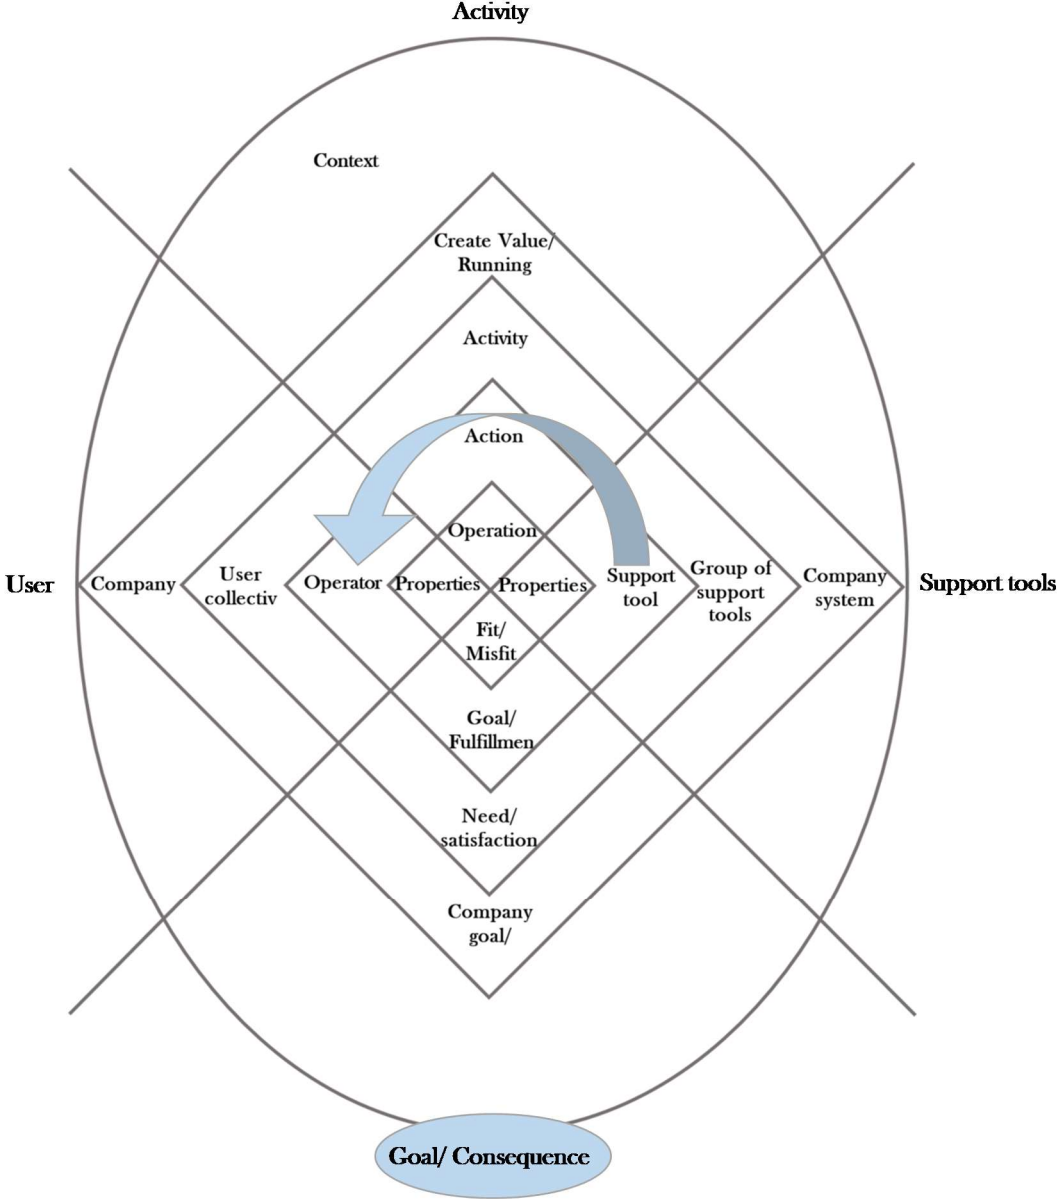 Activity
Context
Create Value/
Running
Activity
Action
Operation
User
Company
User
collectiv
Operator
Properties
Properties
Support
tool
Group of
support
tools
Company
system
Support tools
Fit/
Misfit
Goal/
Fulfillmen
Need/
satisfaction
Company
goal/
Goal/ Consequence